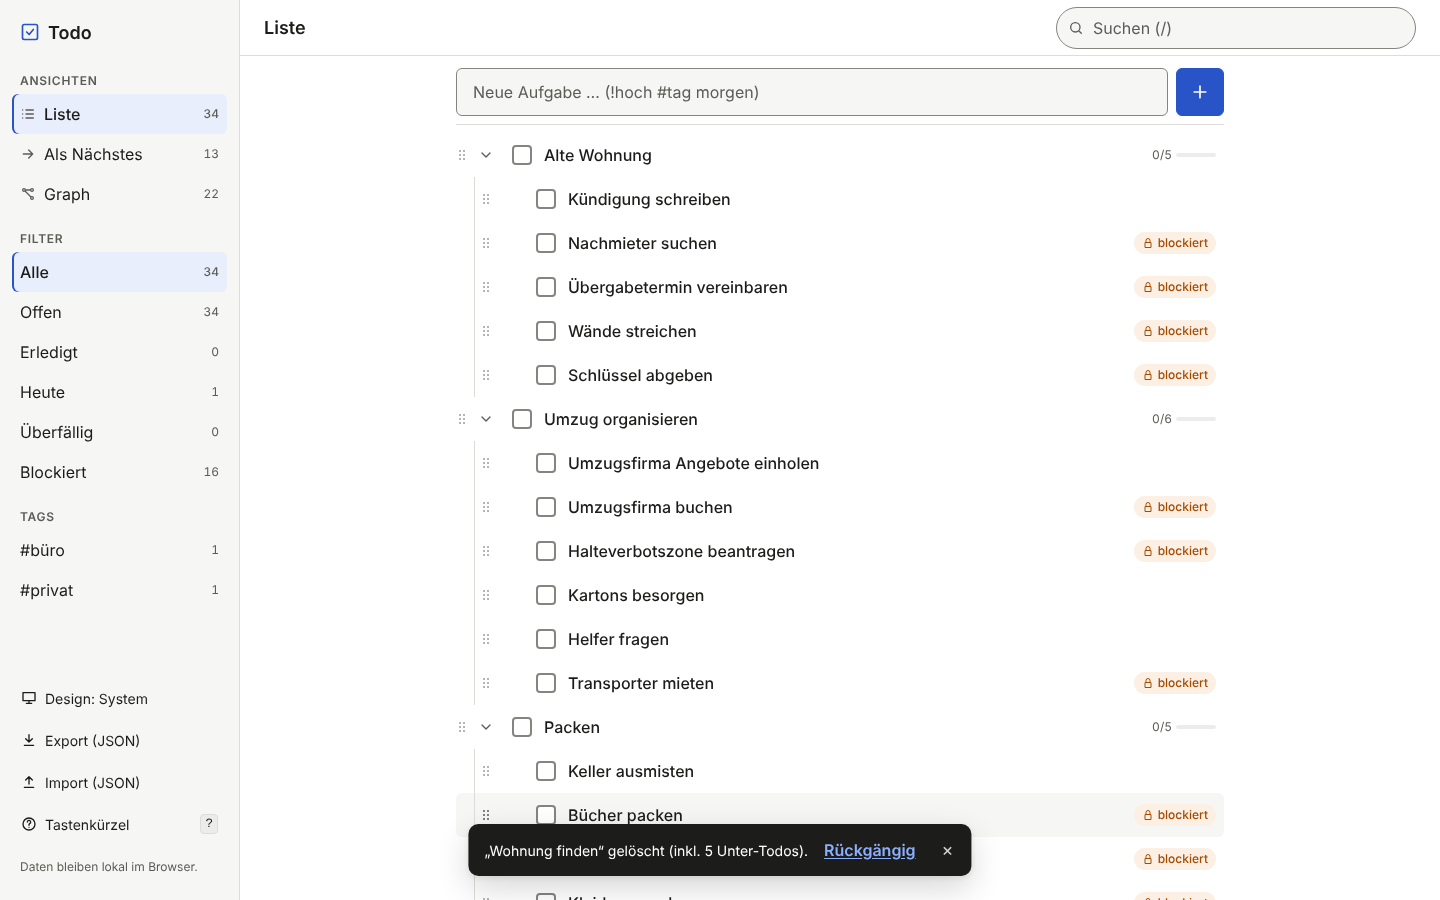 Todo
Liste
Suchen (/)
ANSICHTEN
Liste 34
Als Nächstes 13
Graph 22
FILTER
Alle 34
Offen 34
Erledigt 0
Heute 1
Überfällig 0
Blockiert 16
TAGS
#büro 1
#privat 1
Design: System
Export (JSON)
Import (JSON)
Tastenkürzel ?
Daten bleiben lokal im Browser.
Neue Aufgabe ... (!hoch #tag morgen)
Alte Wohnung 0/5
Kündigung schreiben
Nachmieter suchen blockiert
Übergabetermin vereinbaren blockiert
Wände streichen blockiert
Schlüssel abgeben blockiert
Umzug organisieren 0/6
Umzugsfirma Angebote einholen
Umzugsfirma buchen blockiert
Halteverbotszone beantragen blockiert
Kartons besorgen
Helfer fragen
Transporter mieten blockiert
Packen 0/5
Keller ausmisten
Bücher packen blockiert
„Wohnung finden“ gelöscht (inkl. 5 Unter-Todos). Rückgängig
blockiert